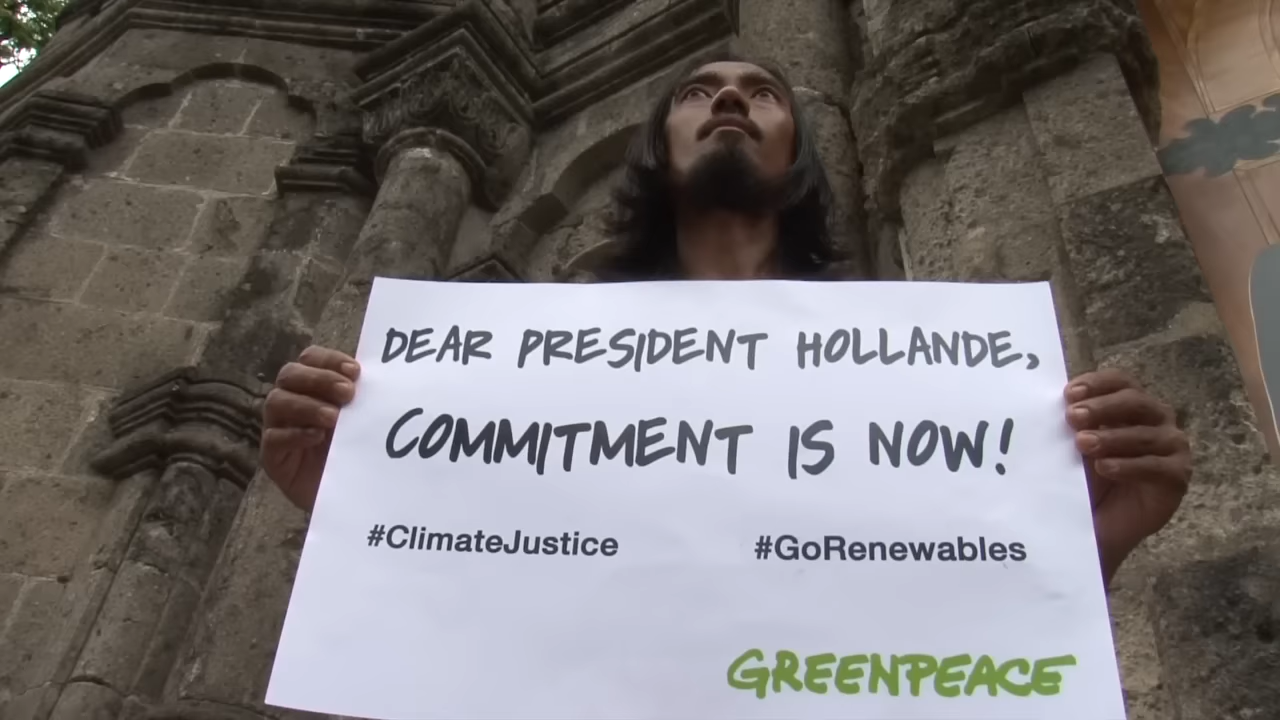 DEAR PRESIDENT HOLLANDE,
COMMITMENT IS NOW!
#ClimateJustice #GoRenewables
GREENPEACE